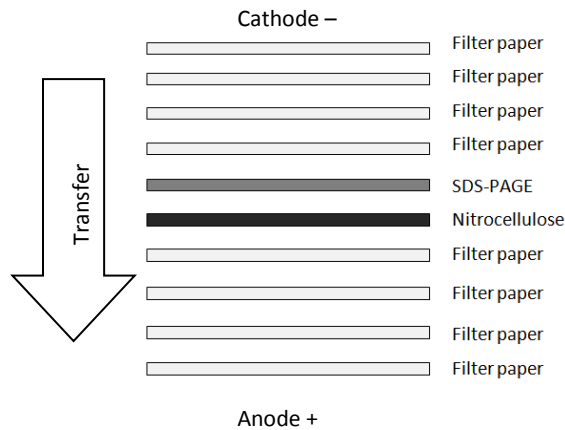 Cathode –
Filter paper
Filter paper
Filter paper
Filter paper
SDS-PAGE
Nitrocellulose
Filter paper
Filter paper
Filter paper
Filter paper
Transfer
Anode +